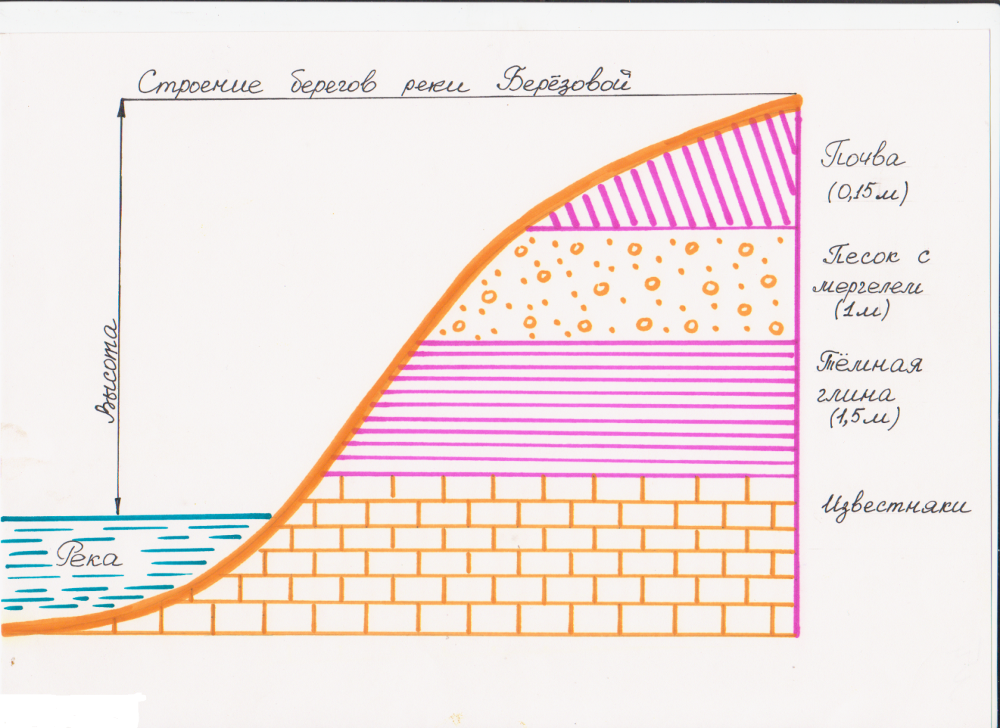 Строение берегов реки Берёзовой
Почва
(0,15м)
Песок с
мергелем
(1м)
Тёмная
глина
(1,5м)
Известняки
Высота
Река